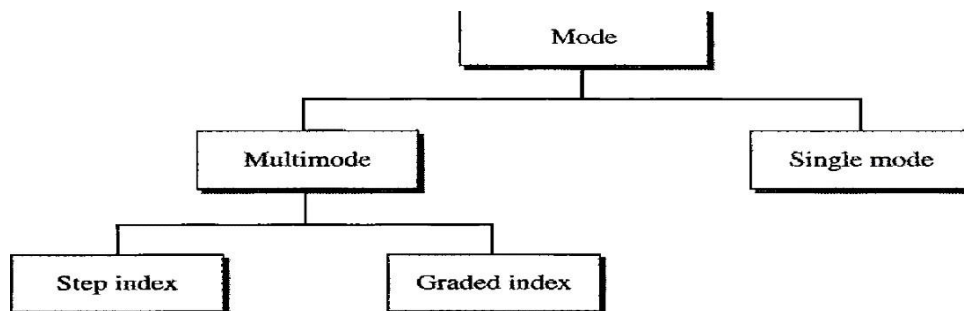 Mode
Multimode
Single mode
Step index
Graded index